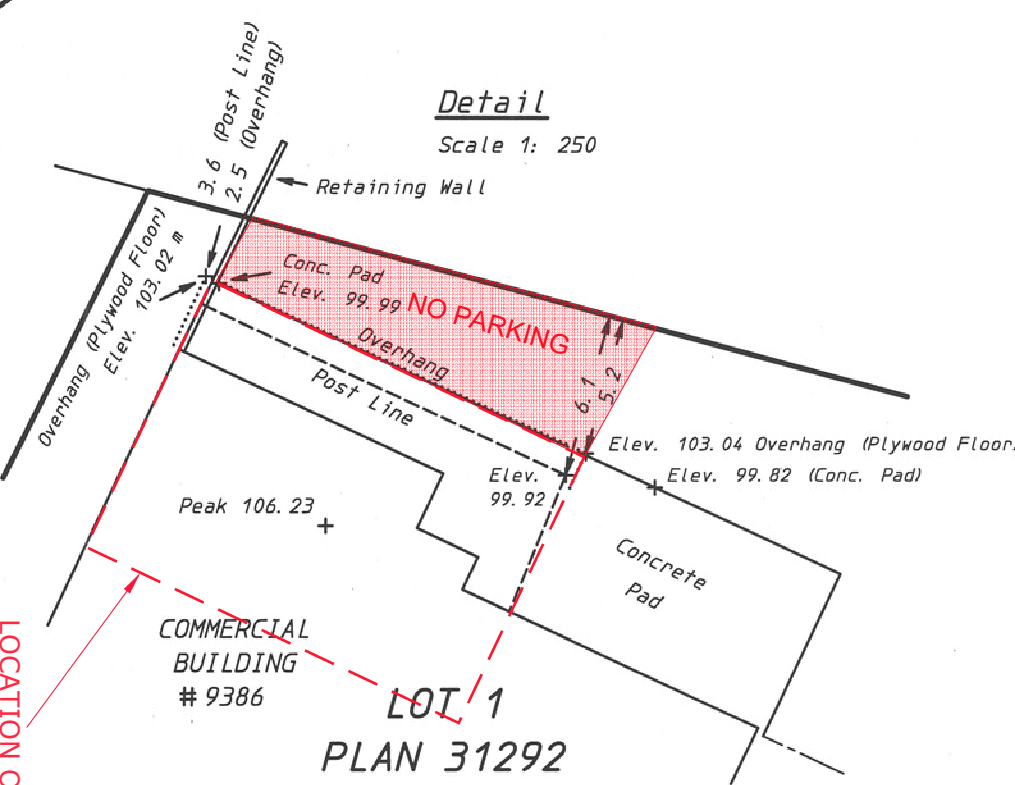 Detail
Scale 1: 250
3.6 (Post Line)
2.5 (Overhang)
Retaining Wall
Overhang (Plywood Floor)
Elev. 103.02 m
Conc. Pad
Elev. 99.99
NO PARKING
Overhang
Post Line
6.1
5.2
Elev. 103.04 Overhang (Plywood Floor
Elev. 99.82 (Conc. Pad)
Elev.
99.92
Peak 106.23
Concrete
Pad
COMMERCIAL
BUILDING
# 9386
LOT 1
PLAN 31292
LOCATION